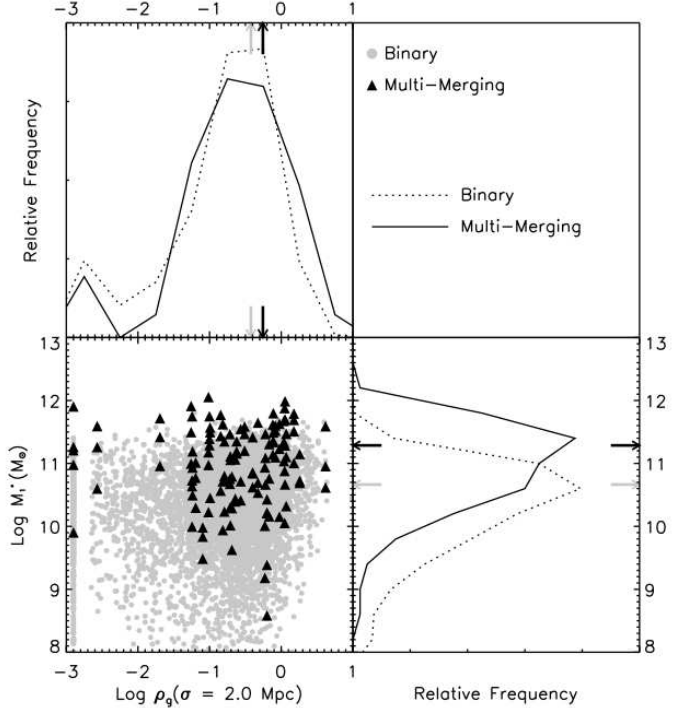 -3 -2 -1 0 1
Relative Frequency
Binary
Multi-Merging
Binary
Multi-Merging
13
12
11
10
9
8
Log M* (M⊙)
-3 -2 -1 0 1
Log ρg(σ = 2.0 Mpc)
13
12
11
10
9
8
Relative Frequency